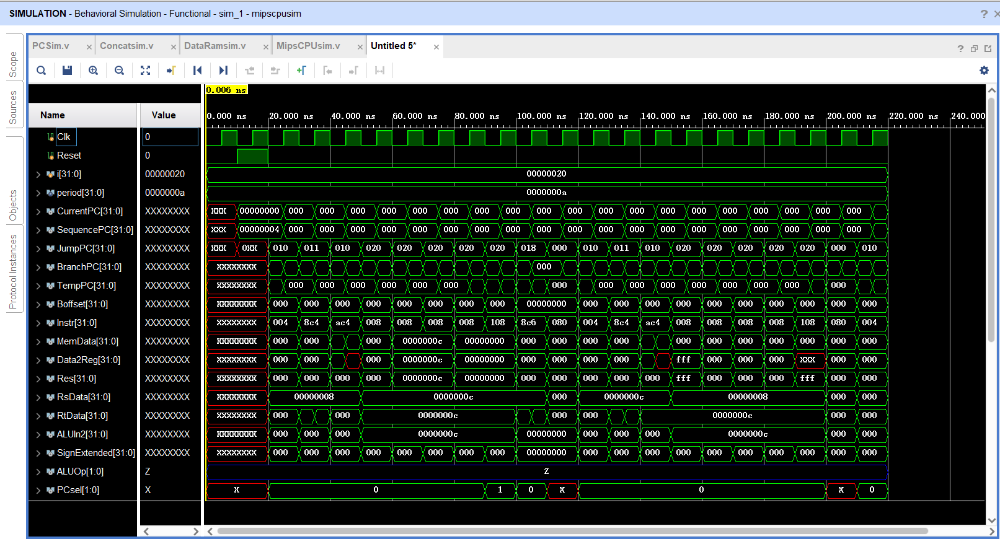 SIMULATION - Behavioral Simulation - Functional - sim_1 - mipscpusim
Scope
Sources
Objects
Protocol Instances
PCSim.v
Concatsim.v
DataRamsim.v
MipsCPUsim.v
Untitled 5*
0.006 ns
Name Value
0.000 ns 20.000 ns 40.000 ns 60.000 ns 80.000 ns 100.000 ns 120.000 ns 140.000 ns 160.000 ns 180.000 ns 200.000 ns 220.000 ns 240.000
Clk 0
Reset 0
i[31:0] 00000020 00000020
period[31:0] 0000000a 0000000a
CurrentPC[31:0] XXXXXXXX XXX 00000000 000 000 000 000 000 000 000 000 000 000 000 000 000 000 000 000 000 000 000
SequencePC[31:0] XXXXXXXX XXX 00000004 000 000 000 000 000 000 000 000 000 000 000 000 000 000 000 000 000 000 000
JumpPC[31:0] XXXXXXXX XXX 0XX 010 011 010 020 020 020 020 020 018 000 010 011 010 020 020 020 020 020 000 010
BranchPC[31:0] XXXXXXXX XXXXXXXX 000
TempPC[31:0] XXXXXXXX XXXXXXXX 000 000 000 000 000 000 000 000 000 000 000 000 000 000
Boffset[31:0] XXXXXXXX XXXXXXXX 000 000 000 000 000 000 000 000 00000000 000 000 000 000 000 000 000 000 000 000
Instr[31:0] XXXXXXXX XXXXXXXX 004 8c4 ac4 008 008 008 008 108 8c6 080 004 8c4 ac4 008 008 008 008 108 080 004
MemData[31:0] XXXXXXXX XXXXXXXX 000 000 000 0000000c 00000000 000 000 000 000 000 000 000 000 000 000 000
Data2Reg[31:0] XXXXXXXX XXXXXXXX 000 000 000 0000000c 00000000 000 000 000 000 fff 000 000 000 XXX 000 000
Res[31:0] XXXXXXXX XXXXXXXX 000 000 000 000 0000000c 00000000 000 000 000 000 000 fff 000 000 000 fff 000 000
RsData[31:0] XXXXXXXX XXXXXXXX 00000008 0000000c 000 0000000c 00000008 000 000
RtData[31:0] XXXXXXXX XXXXXXXX 000 000 0000000c 000 000 0000000c 000 000
ALUIn2[31:0] XXXXXXXX XXXXXXXX 000 000 000 0000000c 00000000 000 000 000 0000000c 000 000
SignExtended[31:0] XXXXXXXX XXXXXXXX 000 000 000 000 000 000 000 000 00000000 000 000 000 000 000 000 000 000 000 000
ALUOp[1:0] Z Z
PCsel[1:0] X X 0 1 0 X 0 X 0